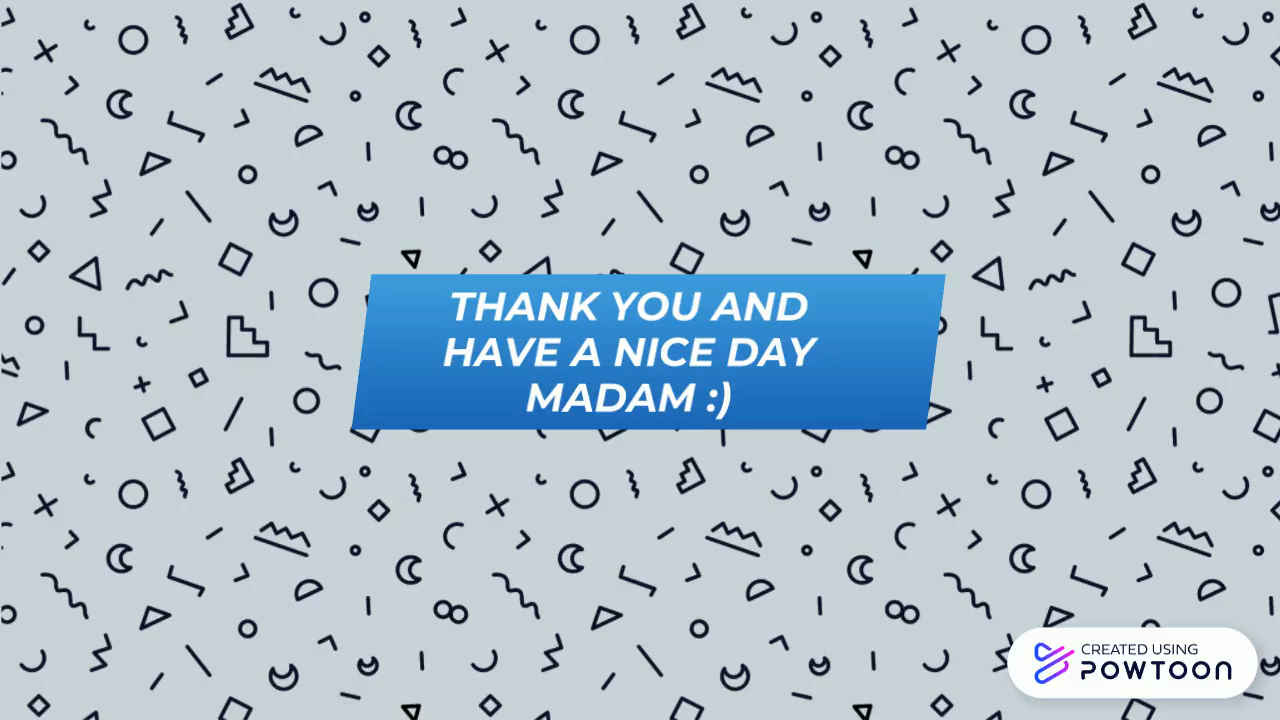 THANK YOU AND
HAVE A NICE DAY
MADAM :)
CREATED USING
POWTOON